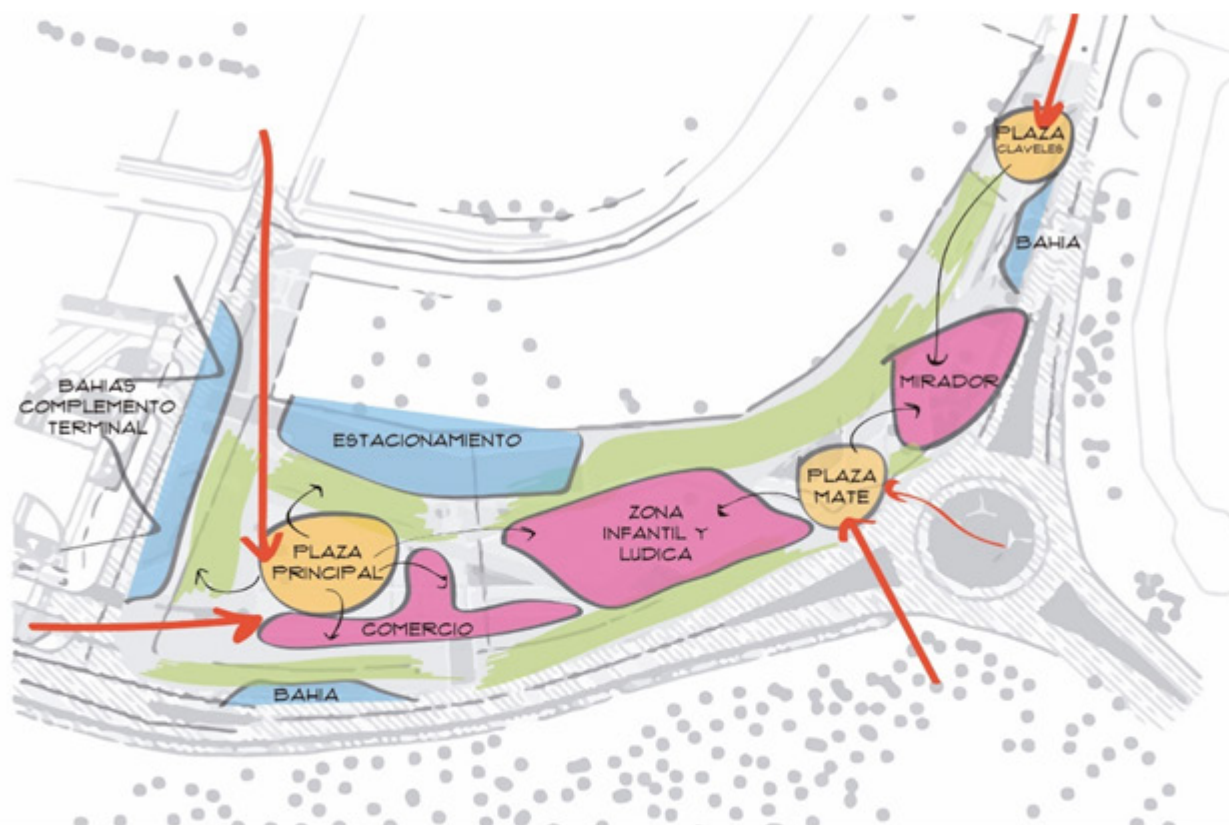 PLAZA
CLAVELES
BAHIA
MIRADOR
BAHIAS
COMPLEMENTO
TERMINAL
ESTACIONAMIENTO
PLAZA
MATE
ZONA
INFANTIL Y
LUDICA
PLAZA
PRINCIPAL
COMERCIO
BAHIA